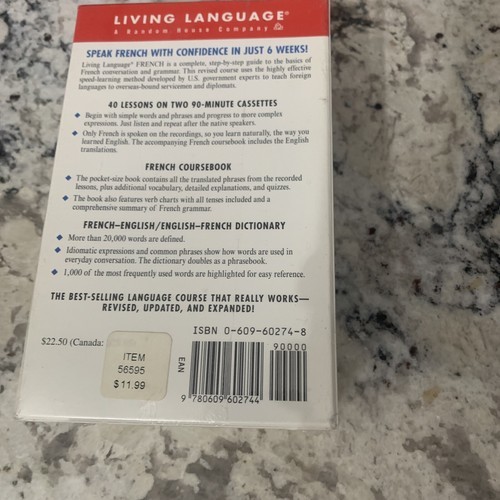 LIVING LANGUAGE®
A Random House Company
SPEAK FRENCH WITH CONFIDENCE IN JUST 6 WEEKS!
Living Language® FRENCH is a complete, step-by-step guide to the basics of
French conversation and grammar. This revised course uses the highly effective
speed-learning method developed by U.S. government experts to teach foreign
languages to overseas-bound servicemen and diplomats.
40 LESSONS ON TWO 90-MINUTE CASSETTES
◆ Begin with simple words and phrases and progress to more complex
expressions. Just listen and repeat after the native speakers.
◆ Only French is spoken on the recordings, so you learn naturally, the way you
learned English. The accompanying French coursebook includes the English
translations.
FRENCH COURSEBOOK
◆ The pocket-size book contains all the translated phrases from the recorded
lessons, plus additional vocabulary, detailed explanations, and quizzes.
◆ The book also features verb charts with all tenses included and a
comprehensive summary of French grammar.
FRENCH–ENGLISH/ENGLISH–FRENCH DICTIONARY
◆ More than 20,000 words are defined.
◆ Idiomatic expressions and common phrases show how words are used in
everyday conversation. The dictionary doubles as a phrasebook.
◆ 1,000 of the most frequently used words are highlighted for easy reference.
THE BEST-SELLING LANGUAGE COURSE THAT REALLY WORKS—
REVISED, UPDATED, AND EXPANDED!
ISBN 0-609-60274-8
90000
$22.50 (Canada:
ITEM
56595
$11.99
EAN
9 780609 602744